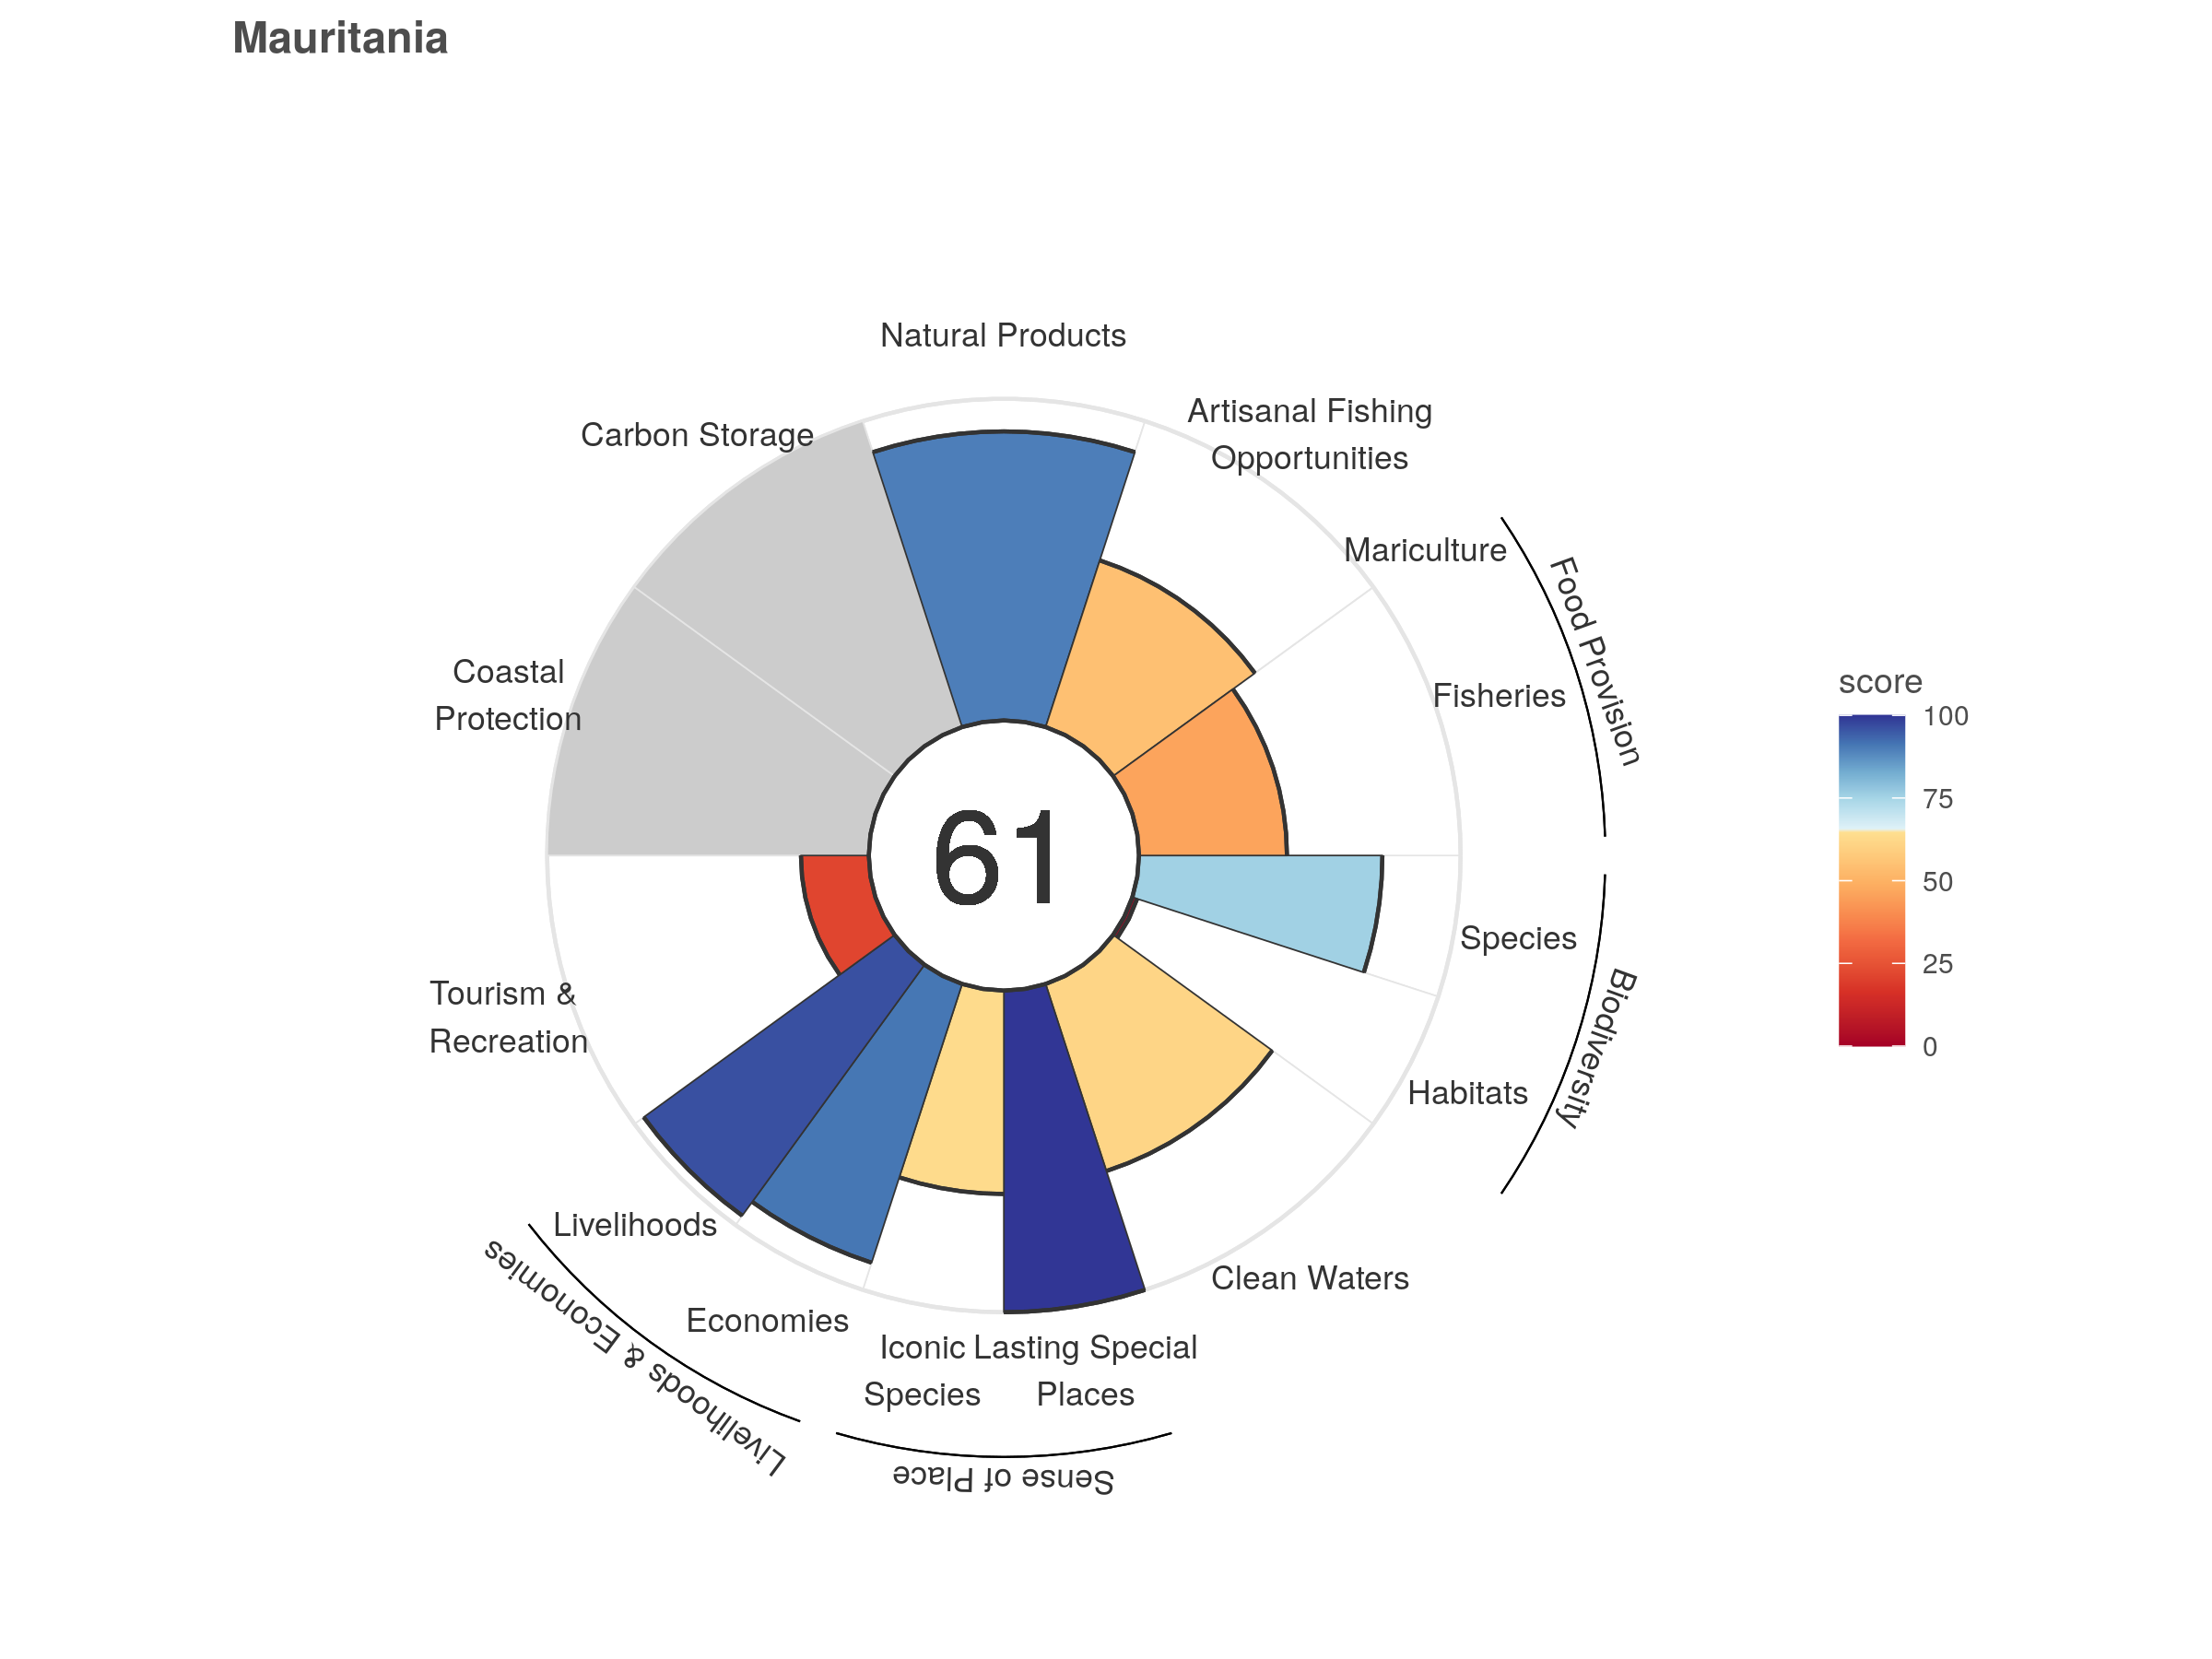 Mauritania
Natural Products
Artisanal Fishing
Opportunities
Carbon Storage
Mariculture
Food Provision
Fisheries
Coastal
Protection
61
score
100
75
50
25
0
Species
Biodiversity
Habitats
Tourism &
Recreation
Livelihoods
Livelihoods & Economies
Economies
Clean Waters
Iconic
Species
Lasting Special
Places
Sense of Place